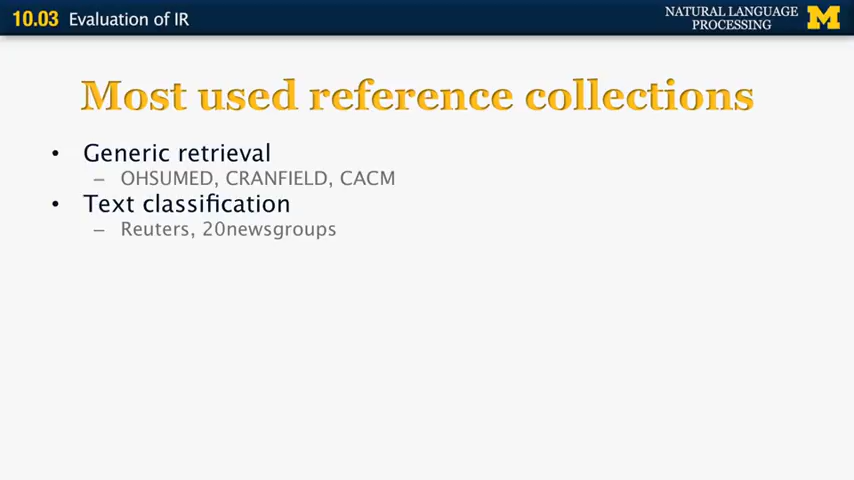 10.03 Evaluation of IR
NATURAL LANGUAGE
PROCESSING
M
Most used reference collections
• Generic retrieval
– OHSUMED, CRANFIELD, CACM
• Text classification
– Reuters, 20newsgroups